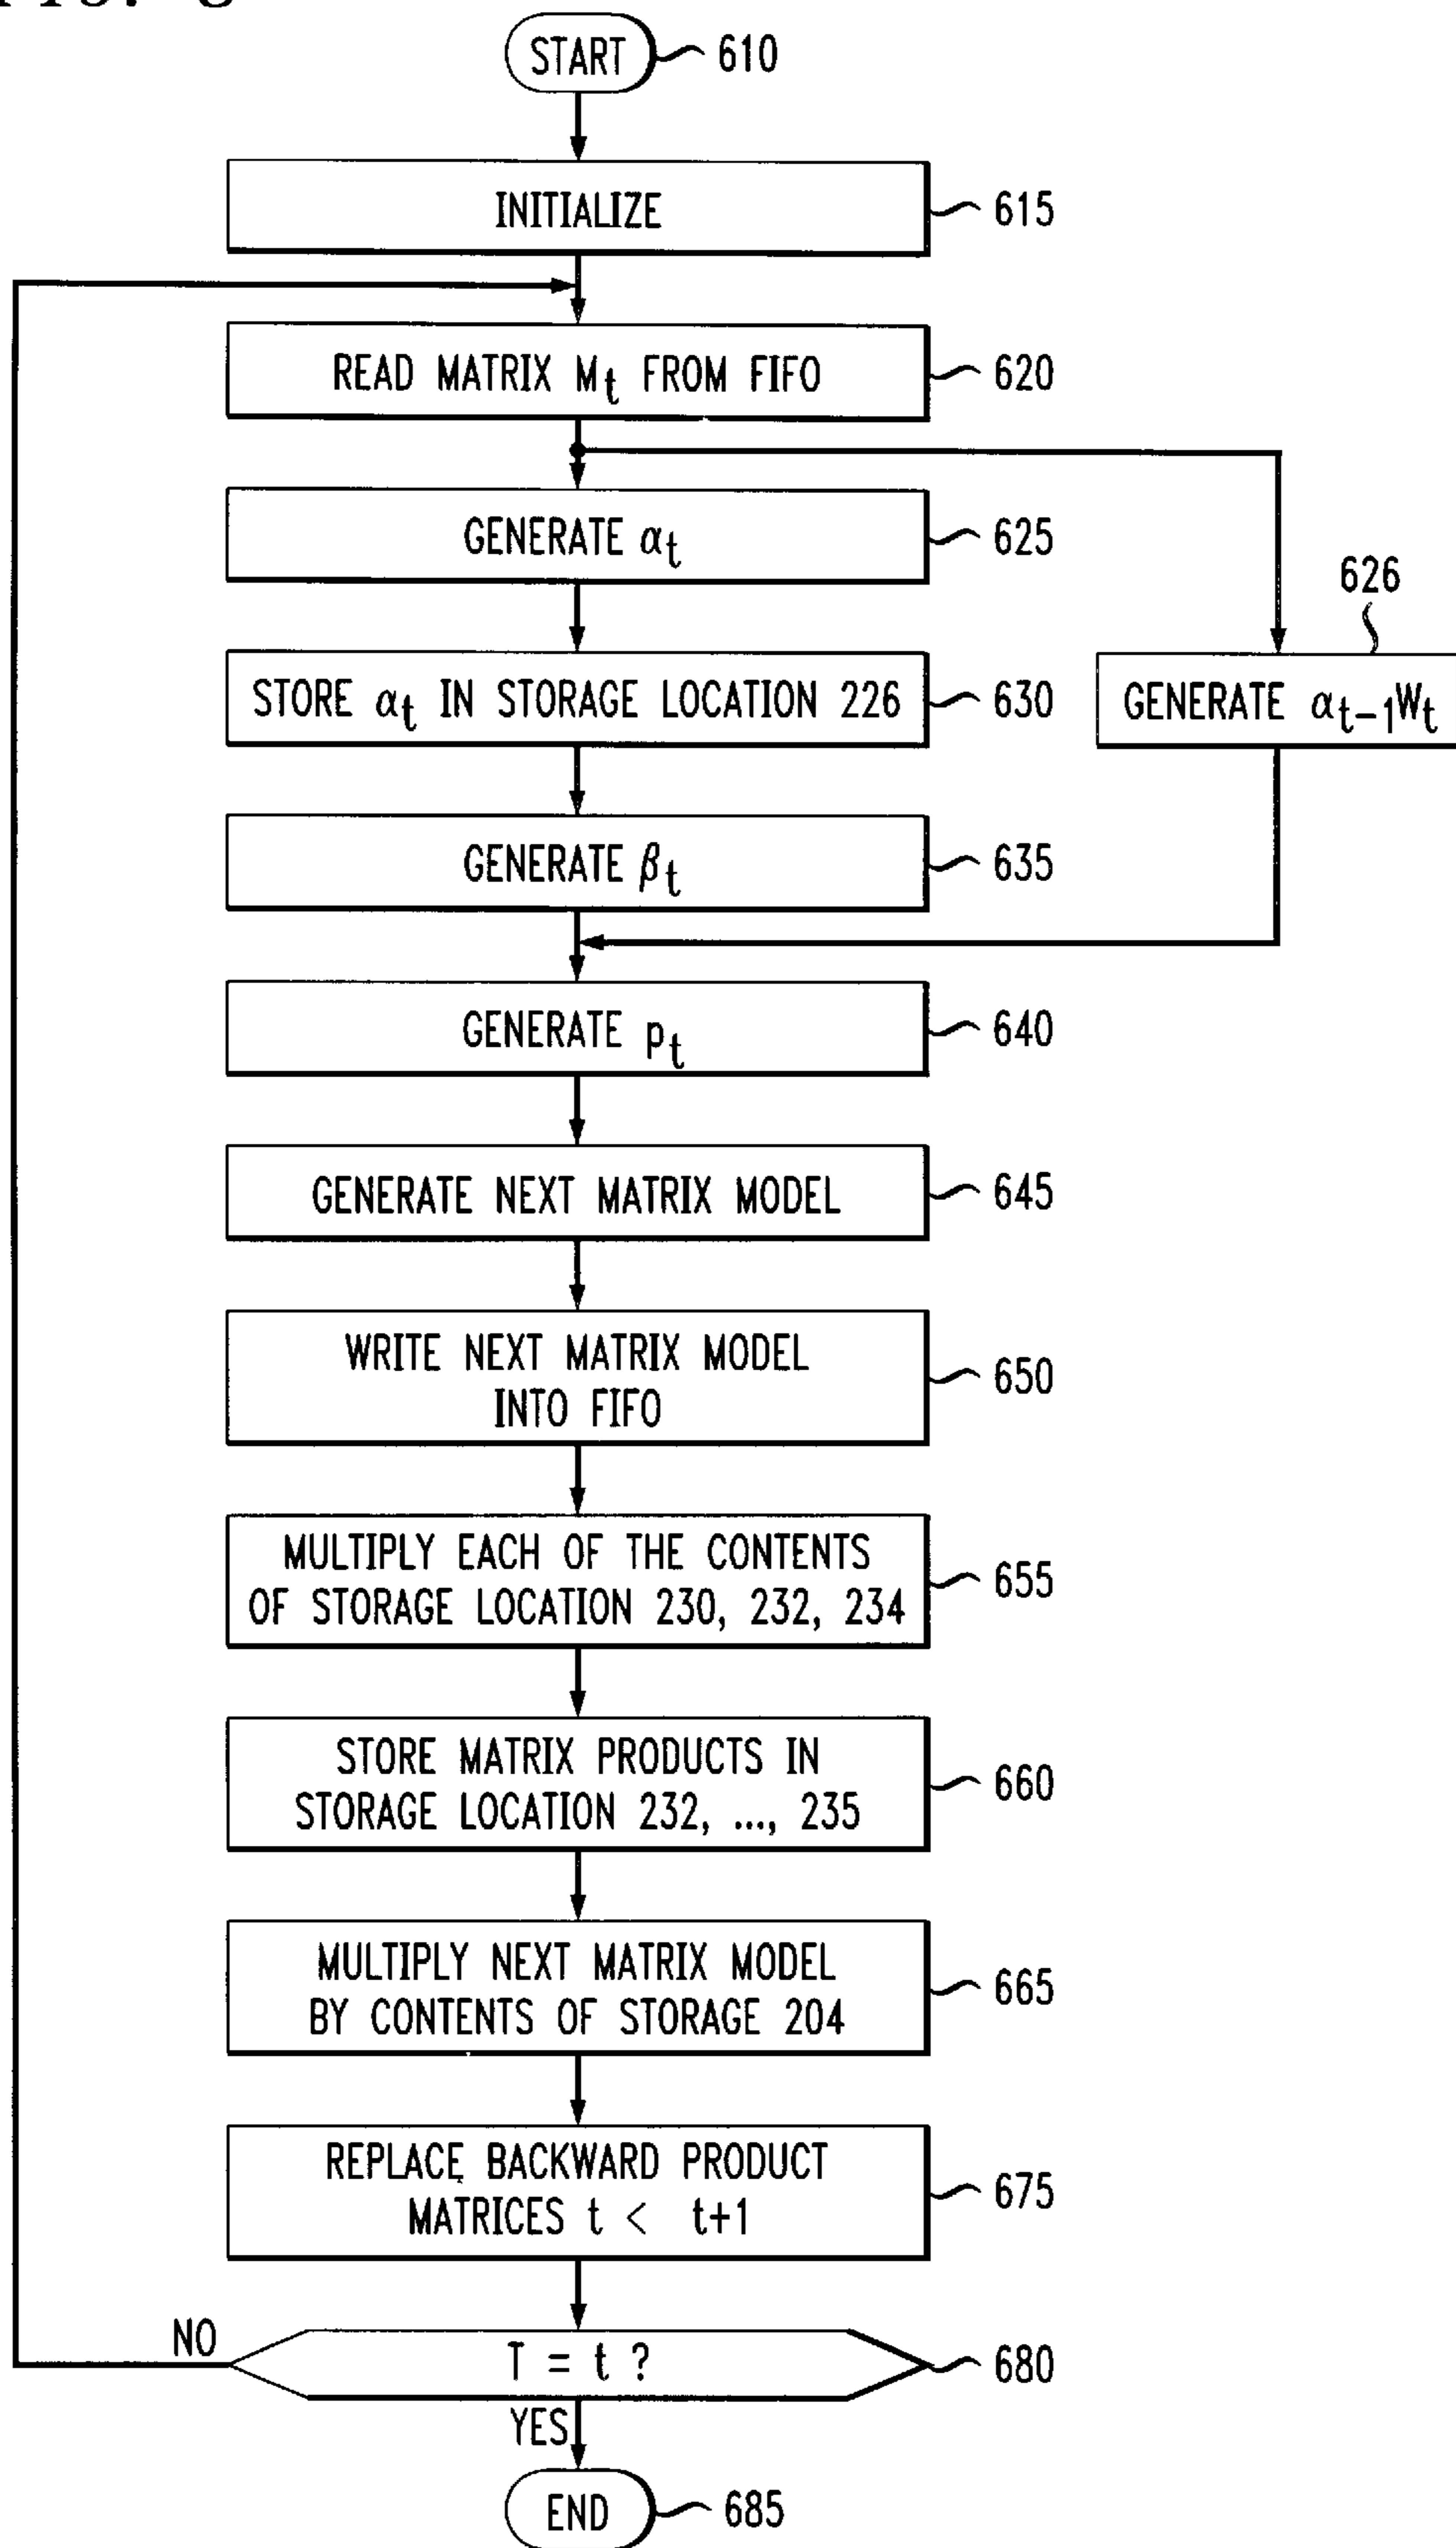 START
610
INITIALIZE
615
READ MATRIX Mt FROM FIFO
620
GENERATE αt
625
626
STORE αt IN STORAGE LOCATION 226
630
GENERATE αt-1Wt
GENERATE βt
635
GENERATE pt
640
GENERATE NEXT MATRIX MODEL
645
WRITE NEXT MATRIX MODEL
INTO FIFO
650
MULTIPLY EACH OF THE CONTENTS
OF STORAGE LOCATION 230, 232, 234
655
STORE MATRIX PRODUCTS IN
STORAGE LOCATION 232, ..., 235
660
MULTIPLY NEXT MATRIX MODEL
BY CONTENTS OF STORAGE 204
665
REPLACE BACKWARD PRODUCT
MATRICES t < t+1
675
NO
T = t ?
680
YES
END
685